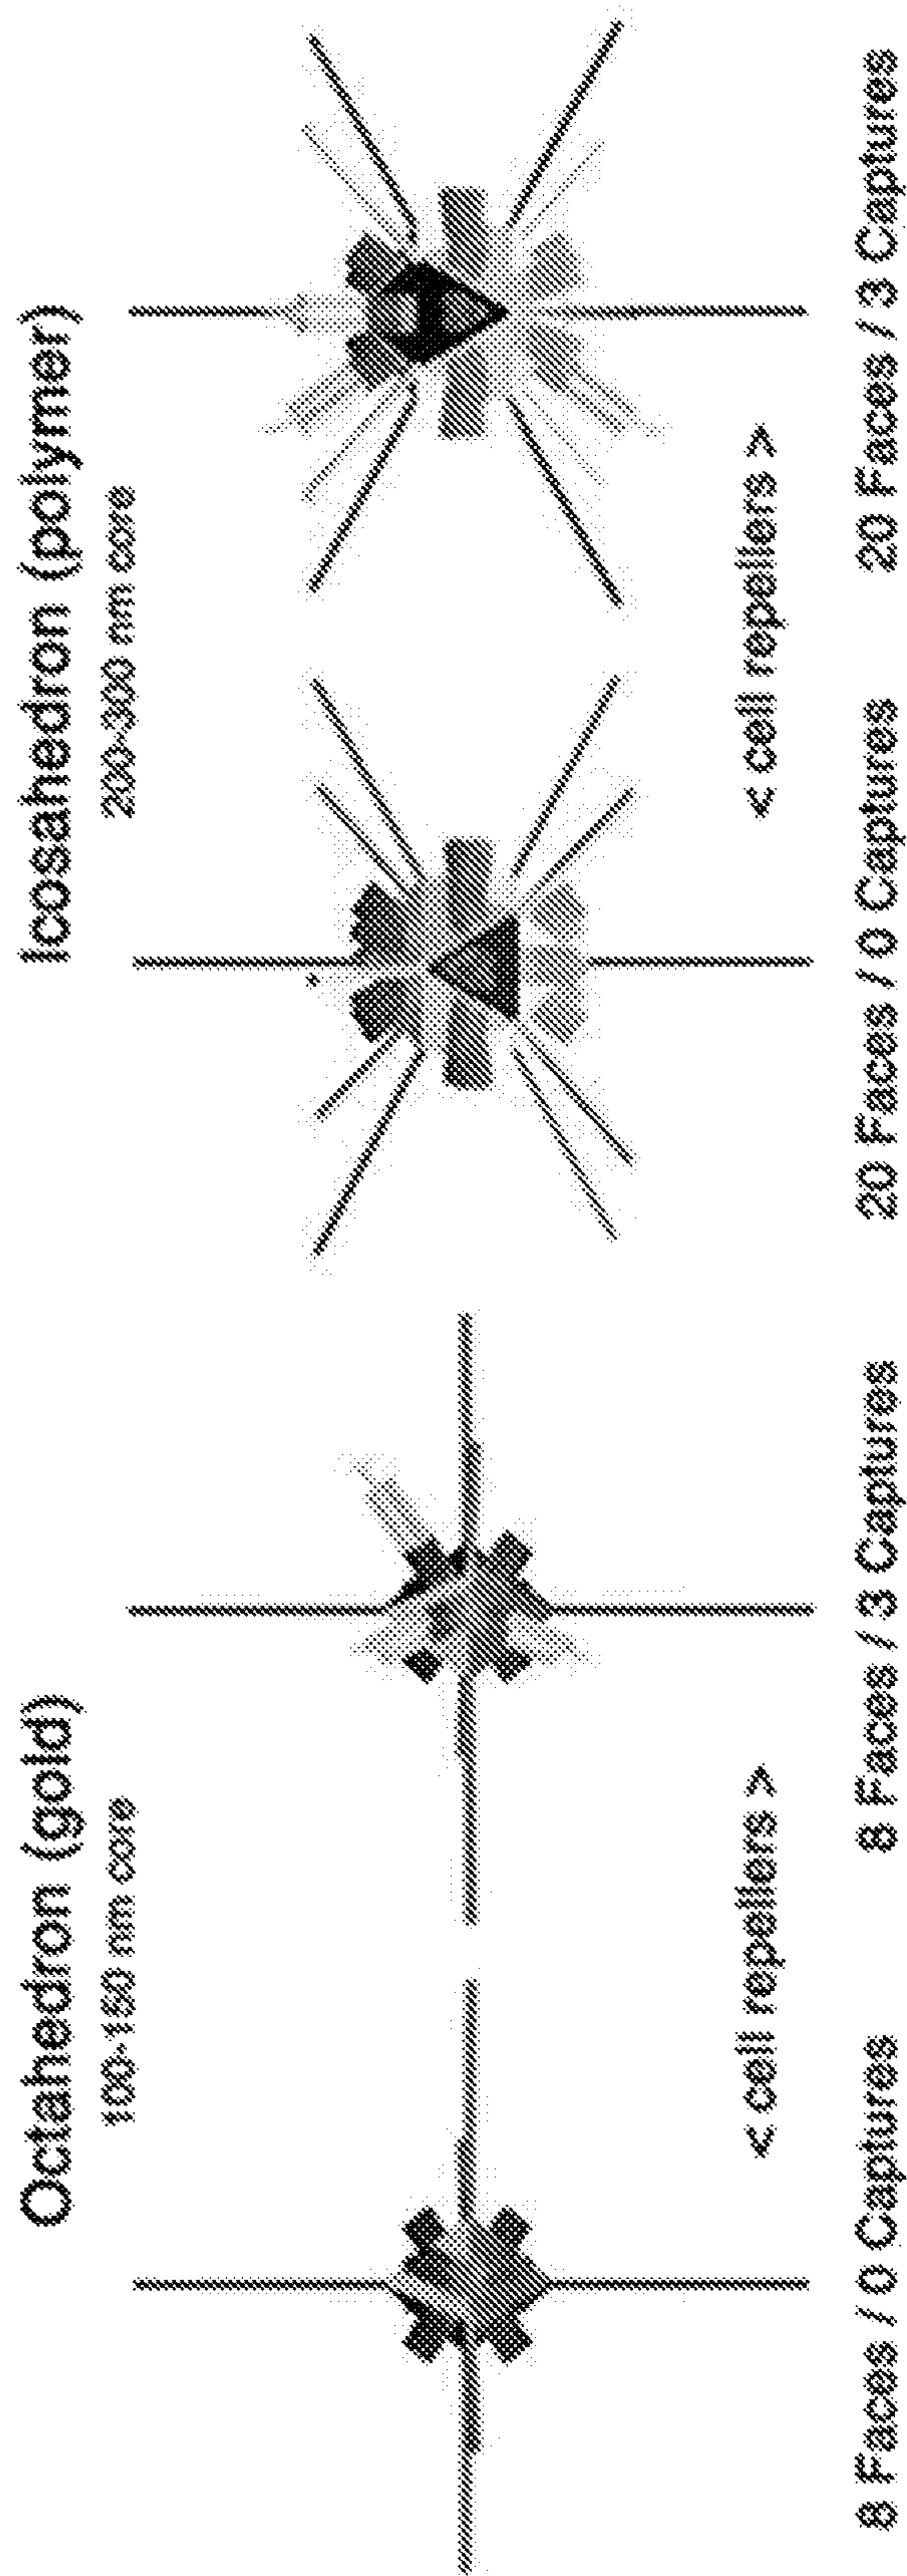 Octahedron (gold)
100-150 nm core
< cell repellers >
8 Faces / 0 Captures
8 Faces / 3 Captures
Icosahedron (polymer)
200-300 nm core
< cell repellers >
20 Faces / 0 Captures
20 Faces / 3 Captures